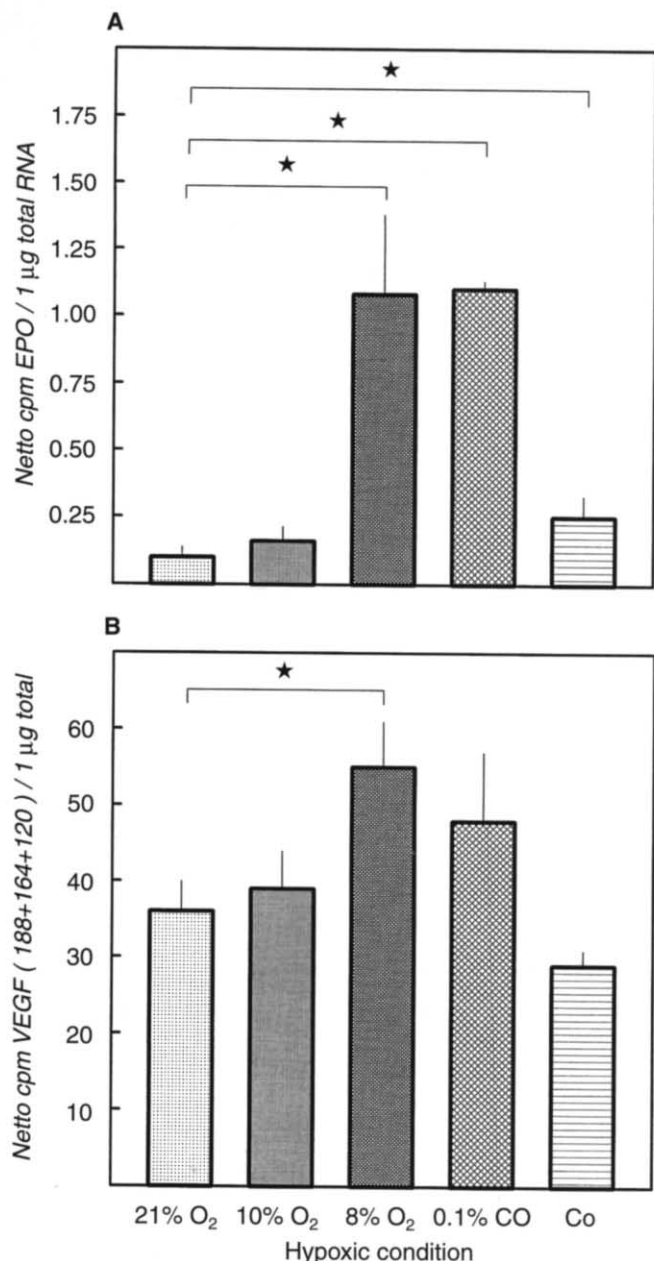 A
★
★
★
1.75
1.50
1.25
1.00
0.75
0.50
0.25
Netto cpm EPO / 1 µg total RNA
B
★
60
50
40
30
20
10
Netto cpm VEGF ( 188+164+120 ) / 1 µg total
21% O₂ 10% O₂ 8% O₂ 0.1% CO Co
Hypoxic condition